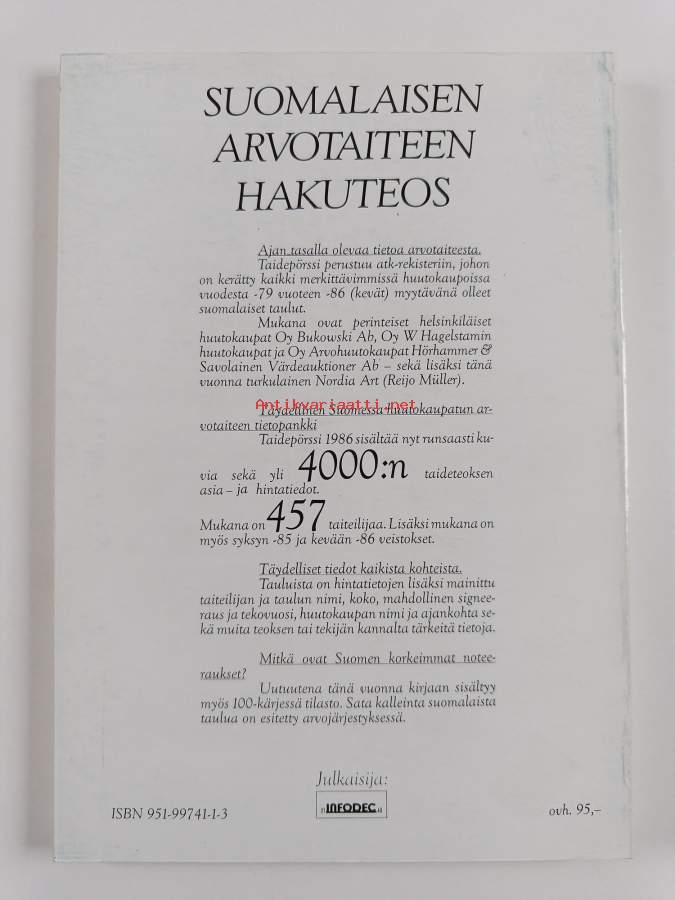 SUOMALAISEN
ARVOTAITEEN
HAKUTEOS
Ajan tasalla olevaa tietoa arvotaiteesta.
Taidepörssi perustuu atk-rekisteriin, johon
on kerätty kaikki merkittävimmissä huutokaupoissa
vuodesta -79 vuoteen -86 (kevät) myytävänä olleet
suomalaiset taulut.
Mukana ovat perinteiset helsinkiläiset
huutokaupat Oy Bukowski Ab, Oy W Hagelstamin
huutokaupat ja Oy Arvohuutokaupat Hörhammer &
Savolainen Värdeauktioner Ab – sekä lisäksi tänä
vuonna turkulainen Nordia Art (Reijo Müller).
Antikvariaatti.net
Täydellinen Suomessa huutokaupatun ar-
votaiteen tietopankki
Taidepörssi 1986 sisältää nyt runsaasti ku-
via sekä yli 4000:n taideteoksen
asia – ja hintatiedot.
Mukana on 457 taiteilijaa. Lisäksi mukana on
myös syksyn -85 ja kevään -86 veistokset.
Täydelliset tiedot kaikista kohteista.
Tauluista on hintatietojen lisäksi mainittu
taiteilijan ja taulun nimi, koko, mahdollinen signee-
raus ja tekovuosi, huutokaupan nimi ja ajankohta se-
kä muita teoksen tai tekijän kannalta tärkeitä tietoja.
Mitkä ovat Suomen korkeimmat notee-
raukset?
Uutuutena tänä vuonna kirjaan sisältyy
myös 100-kärjessä tilasto. Sata kalleinta suomalaista
taulua on esitetty arvojärjestyksessä.
Julkaisija:
INFODEC
ISBN 951-99741-1-3 ovh. 95,–